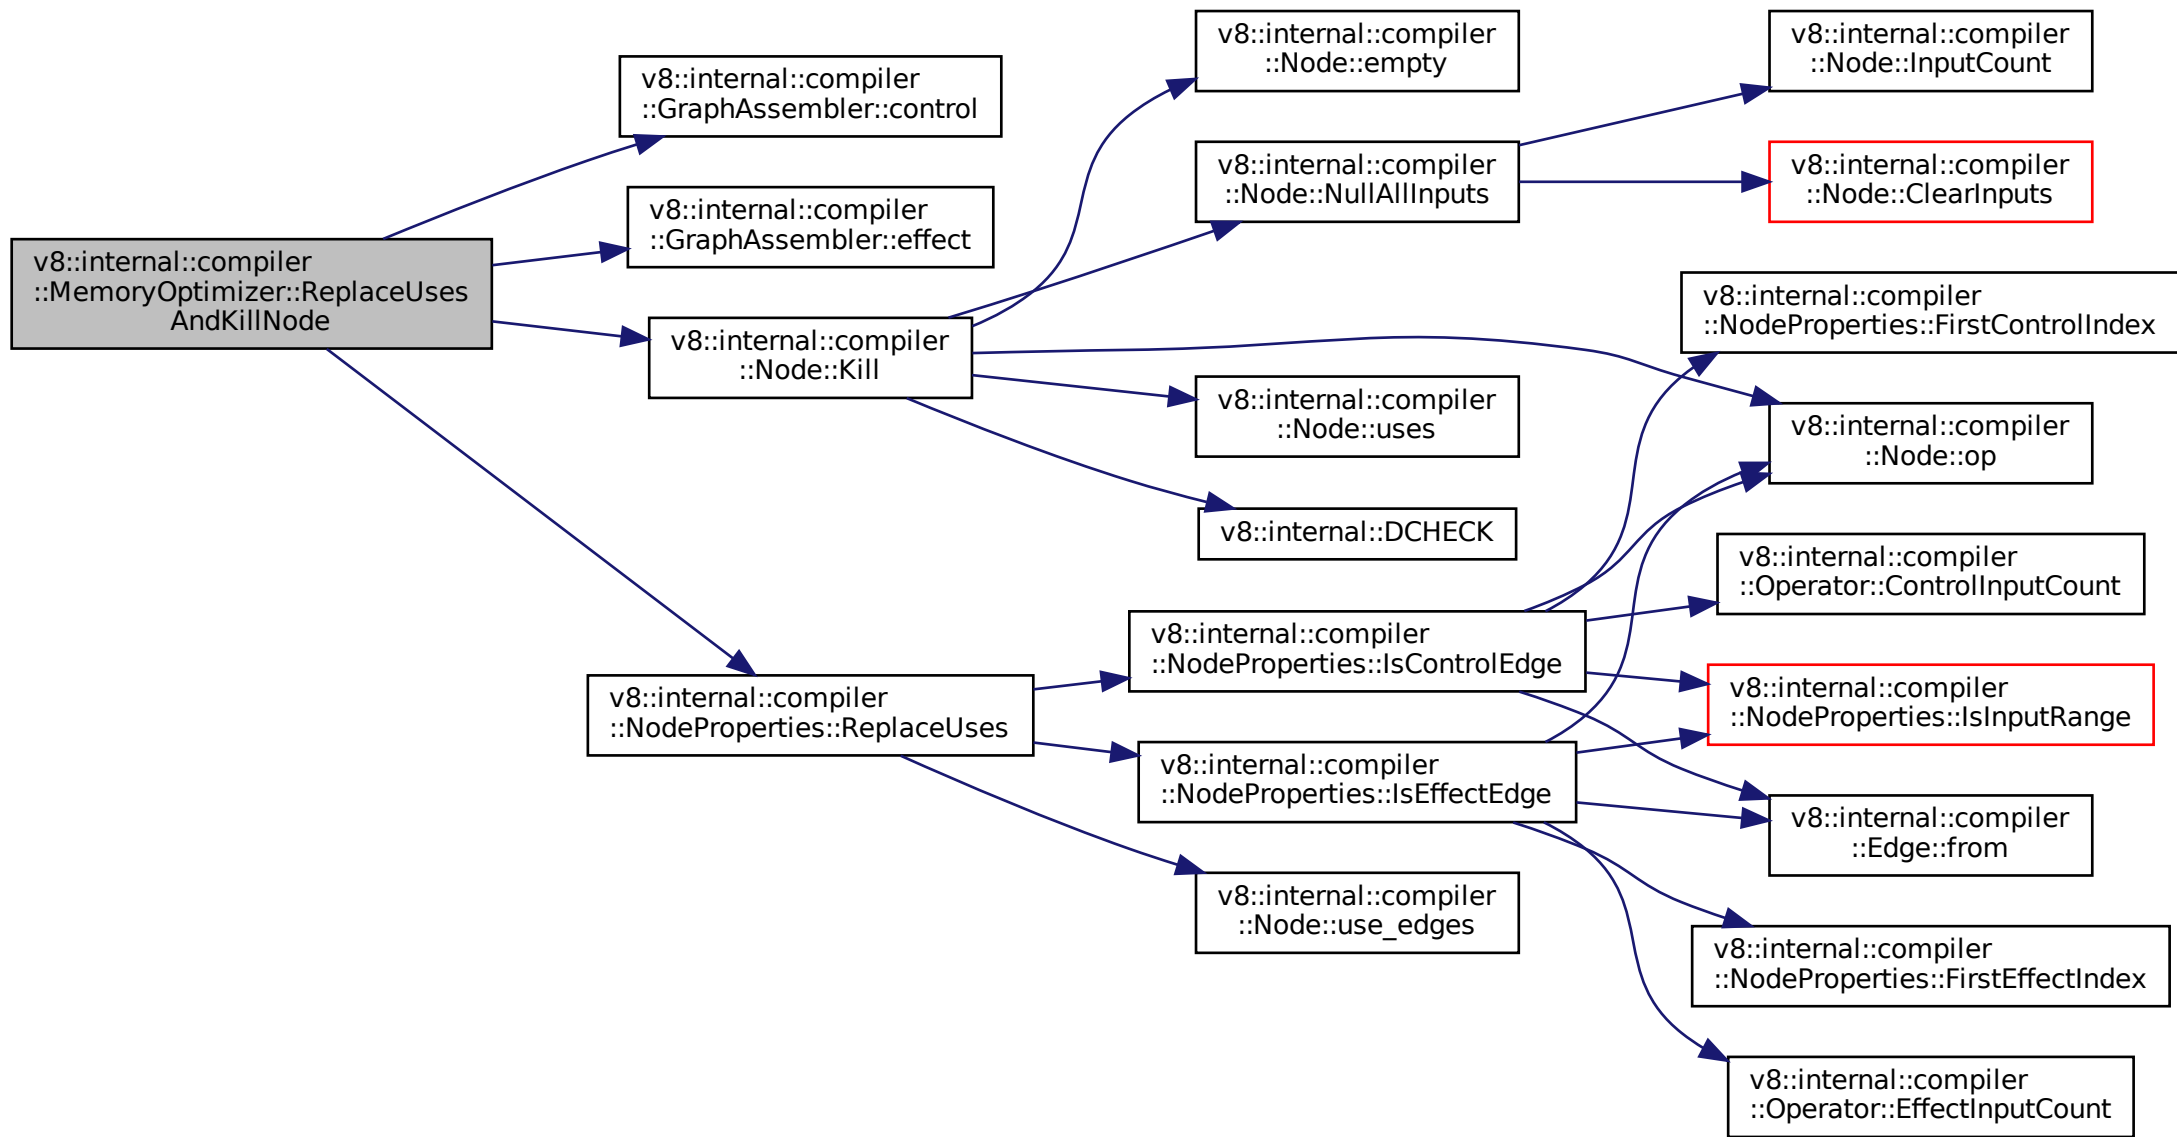 v8::internal::compiler
::MemoryOptimizer::ReplaceUses
AndKillNode
v8::internal::compiler
::GraphAssembler::control
v8::internal::compiler
::GraphAssembler::effect
v8::internal::compiler
::Node::Kill
v8::internal::compiler
::NodeProperties::ReplaceUses
v8::internal::compiler
::Node::empty
v8::internal::compiler
::Node::NullAllInputs
v8::internal::compiler
::Node::uses
v8::internal::DCHECK
v8::internal::compiler
::NodeProperties::IsControlEdge
v8::internal::compiler
::NodeProperties::IsEffectEdge
v8::internal::compiler
::Node::use_edges
v8::internal::compiler
::Node::InputCount
v8::internal::compiler
::Node::ClearInputs
v8::internal::compiler
::NodeProperties::FirstControlIndex
v8::internal::compiler
::Node::op
v8::internal::compiler
::Operator::ControlInputCount
v8::internal::compiler
::NodeProperties::IsInputRange
v8::internal::compiler
::Edge::from
v8::internal::compiler
::NodeProperties::FirstEffectIndex
v8::internal::compiler
::Operator::EffectInputCount